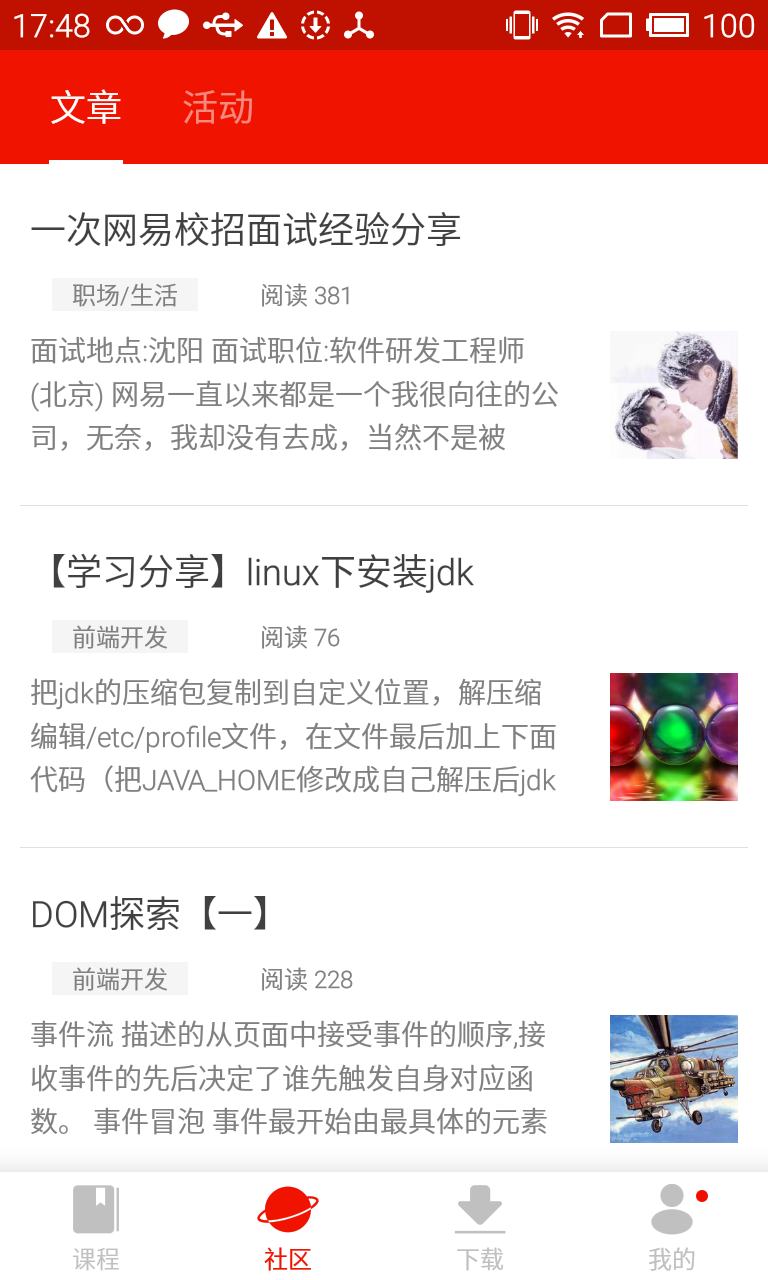 17:48 100
文章 活动
一次网易校招面试经验分享
职场/生活 阅读 381
面试地点:沈阳 面试职位:软件研发工程师
(北京) 网易一直以来都是一个我很向往的公
司，无奈，我却没有去成，当然不是被
【学习分享】linux下安装jdk
前端开发 阅读 76
把jdk的压缩包复制到自定义位置，解压缩
编辑/etc/profile文件，在文件最后加上下面
代码（把JAVA_HOME修改成自己解压后jdk
DOM探索【一】
前端开发 阅读 228
事件流 描述的从页面中接受事件的顺序,接
收事件的先后决定了谁先触发自身对应函
数。 事件冒泡 事件最开始由最具体的元素
课程 社区 下载 我的